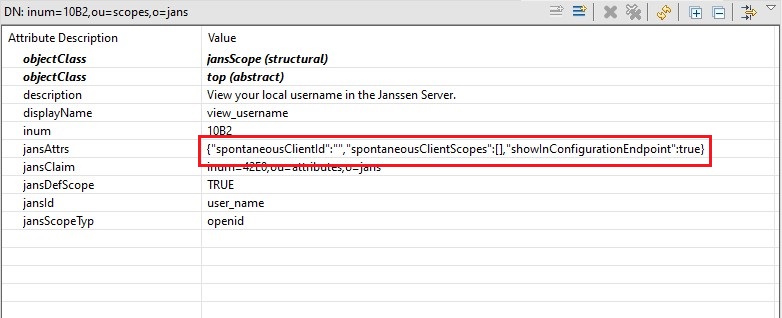 DN: inum=10B2,ou=scopes,o=jans
Attribute Description Value
objectClass jansScope (structural)
objectClass top (abstract)
description View your local username in the Janssen Server.
displayName view_username
inum 10B2
jansAttrs {"spontaneousClientId":"","spontaneousClientScopes":[],"showInConfigurationEndpoint":true}
jansClaim inum=42E0,ou=attributes,o=jans
jansDefScope TRUE
jansId user_name
jansScopeTyp openid